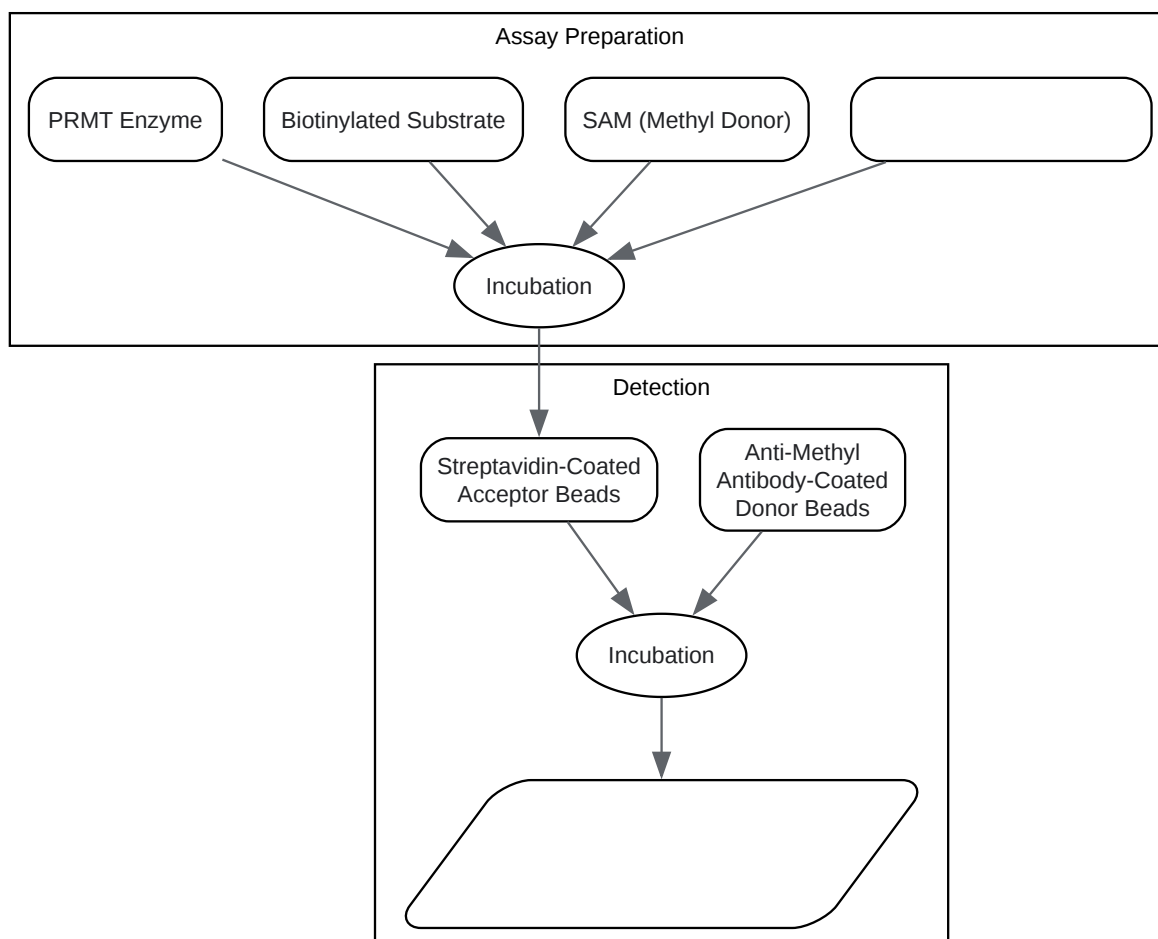 Assay Preparation
PRMT Enzyme
Biotinylated Substrate
SAM (Methyl Donor)
Incubation
Detection
Streptavidin-Coated
Acceptor Beads
Anti-Methyl
Antibody-Coated
Donor Beads
Incubation